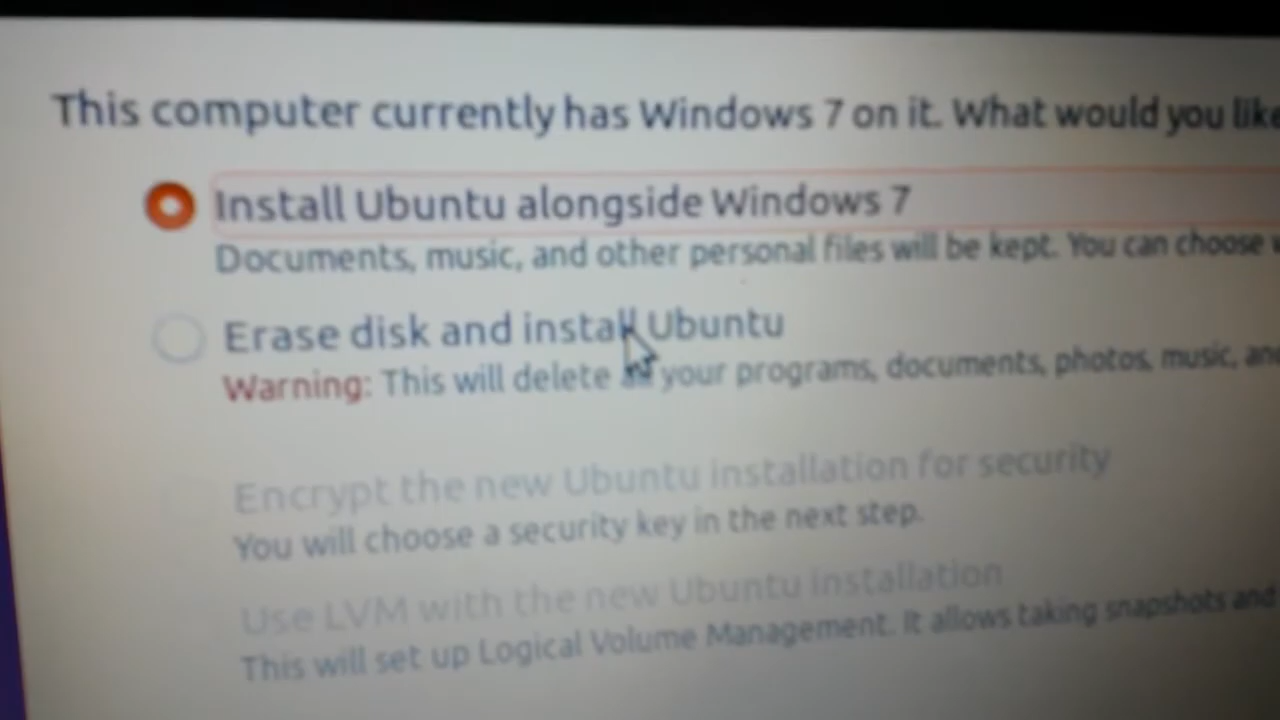 This computer currently has Windows 7 on it. What would you like
Install Ubuntu alongside Windows 7
Documents, music, and other personal files will be kept. You can choose
Erase disk and install Ubuntu
Warning: This will delete all your programs, documents, photos, music, and
Encrypt the new Ubuntu installation for security
You will choose a security key in the next step.
Use LVM with the new Ubuntu installation
This will set up Logical Volume Management. It allows taking snapshots and